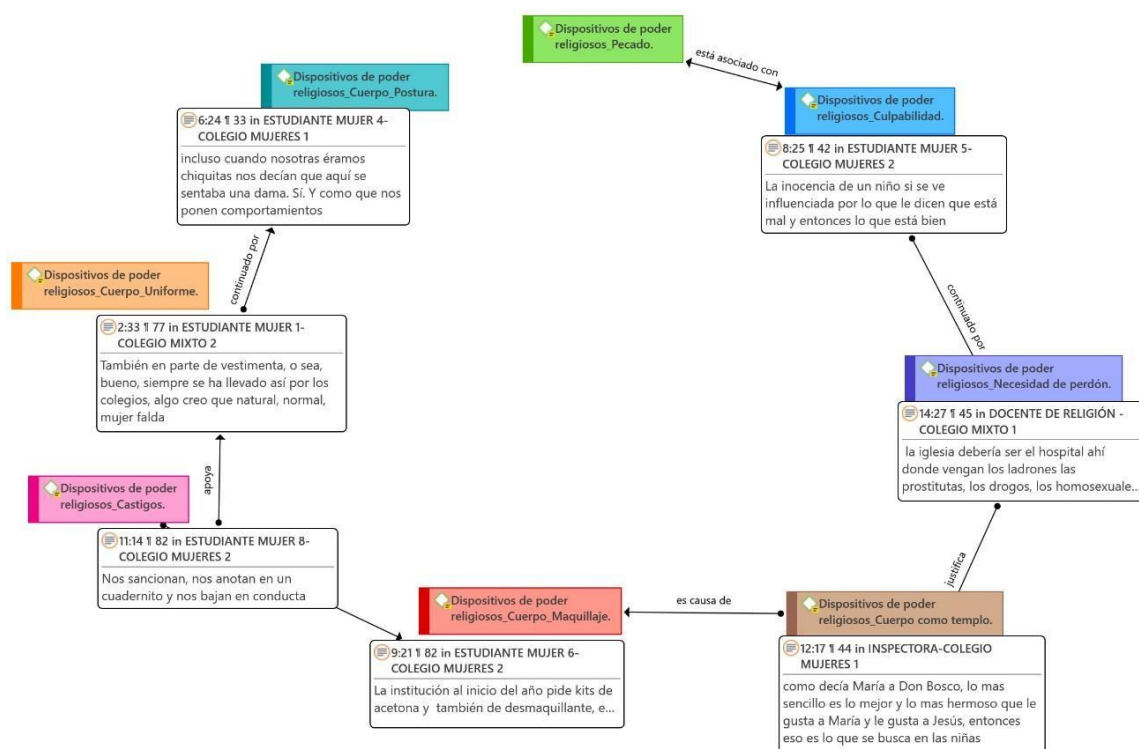 Dispositivos de poder
religiosos_Pecado.
está asociado con
Dispositivos de poder
religiosos_Cuerpo_Postura.
Dispositivos de poder
religiosos_Culpabilidad.
6:24 ¶ 33 in ESTUDIANTE MUJER 4-
COLEGIO MUJERES 1
incluso cuando nosotras éramos
chiquitas nos decían que aquí se
sentaba una dama. Sí. Y como que nos
ponen comportamientos
8:25 ¶ 42 in ESTUDIANTE MUJER 5-
COLEGIO MUJERES 2
La inocencia de un niño si se ve
influenciada por lo que le dicen que está
mal y entonces lo que está bien
continuado por
continuado por
Dispositivos de poder
religiosos_Cuerpo_Uniforme.
2:33 ¶ 77 in ESTUDIANTE MUJER 1-
COLEGIO MIXTO 2
También en parte de vestimenta, o sea,
bueno, siempre se ha llevado así por los
colegios, algo creo que natural, normal,
mujer falda
Dispositivos de poder
religiosos_Necesidad de perdón.
14:27 ¶ 45 in DOCENTE DE RELIGIÓN -
COLEGIO MIXTO 1
la iglesia debería ser el hospital ahí
donde vengan los ladrones las
prostitutas, los drogos, los homosexuale...
apoya
Dispositivos de poder
religiosos_Castigos.
11:14 ¶ 82 in ESTUDIANTE MUJER 8-
COLEGIO MUJERES 2
Nos sancionan, nos anotan en un
cuadernito y nos bajan en conducta
justifica
Dispositivos de poder
religiosos_Cuerpo_Maquillaje.
es causa de
Dispositivos de poder
religiosos_Cuerpo como templo.
9:21 ¶ 82 in ESTUDIANTE MUJER 6-
COLEGIO MUJERES 2
La institución al inicio del año pide kits de
acetona y también de desmaquillante, e...
12:17 ¶ 44 in INSPECTORA-COLEGIO
MUJERES 1
como decía María a Don Bosco, lo mas
sencillo es lo mejor y lo mas hermoso que le
gusta a María y le gusta a Jesús, entonces
eso es lo que se busca en las niñas